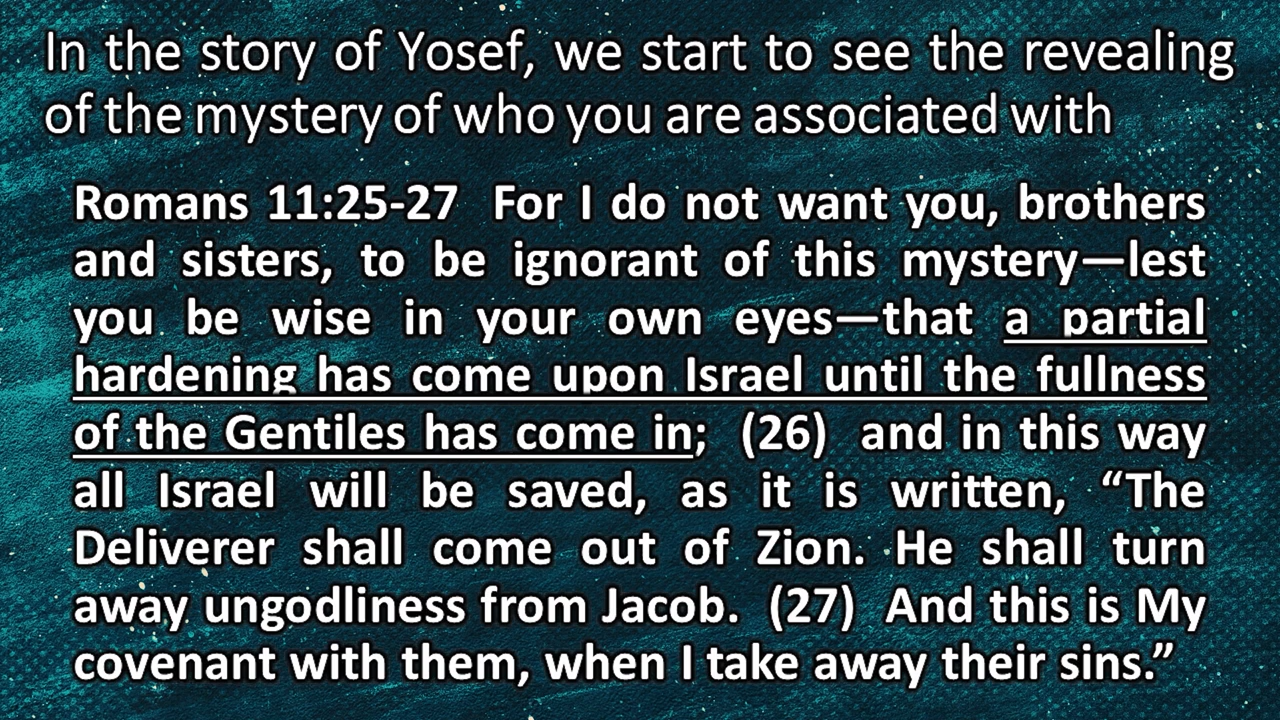 In the story of Yosef, we start to see the revealing
of the mystery of who you are associated with
Romans 11:25-27 For I do not want you, brothers
and sisters, to be ignorant of this mystery—lest
you be wise in your own eyes—that a partial
hardening has come upon Israel until the fullness
of the Gentiles has come in; (26) and in this way
all Israel will be saved, as it is written, “The
Deliverer shall come out of Zion. He shall turn
away ungodliness from Jacob. (27) And this is My
covenant with them, when I take away their sins.”